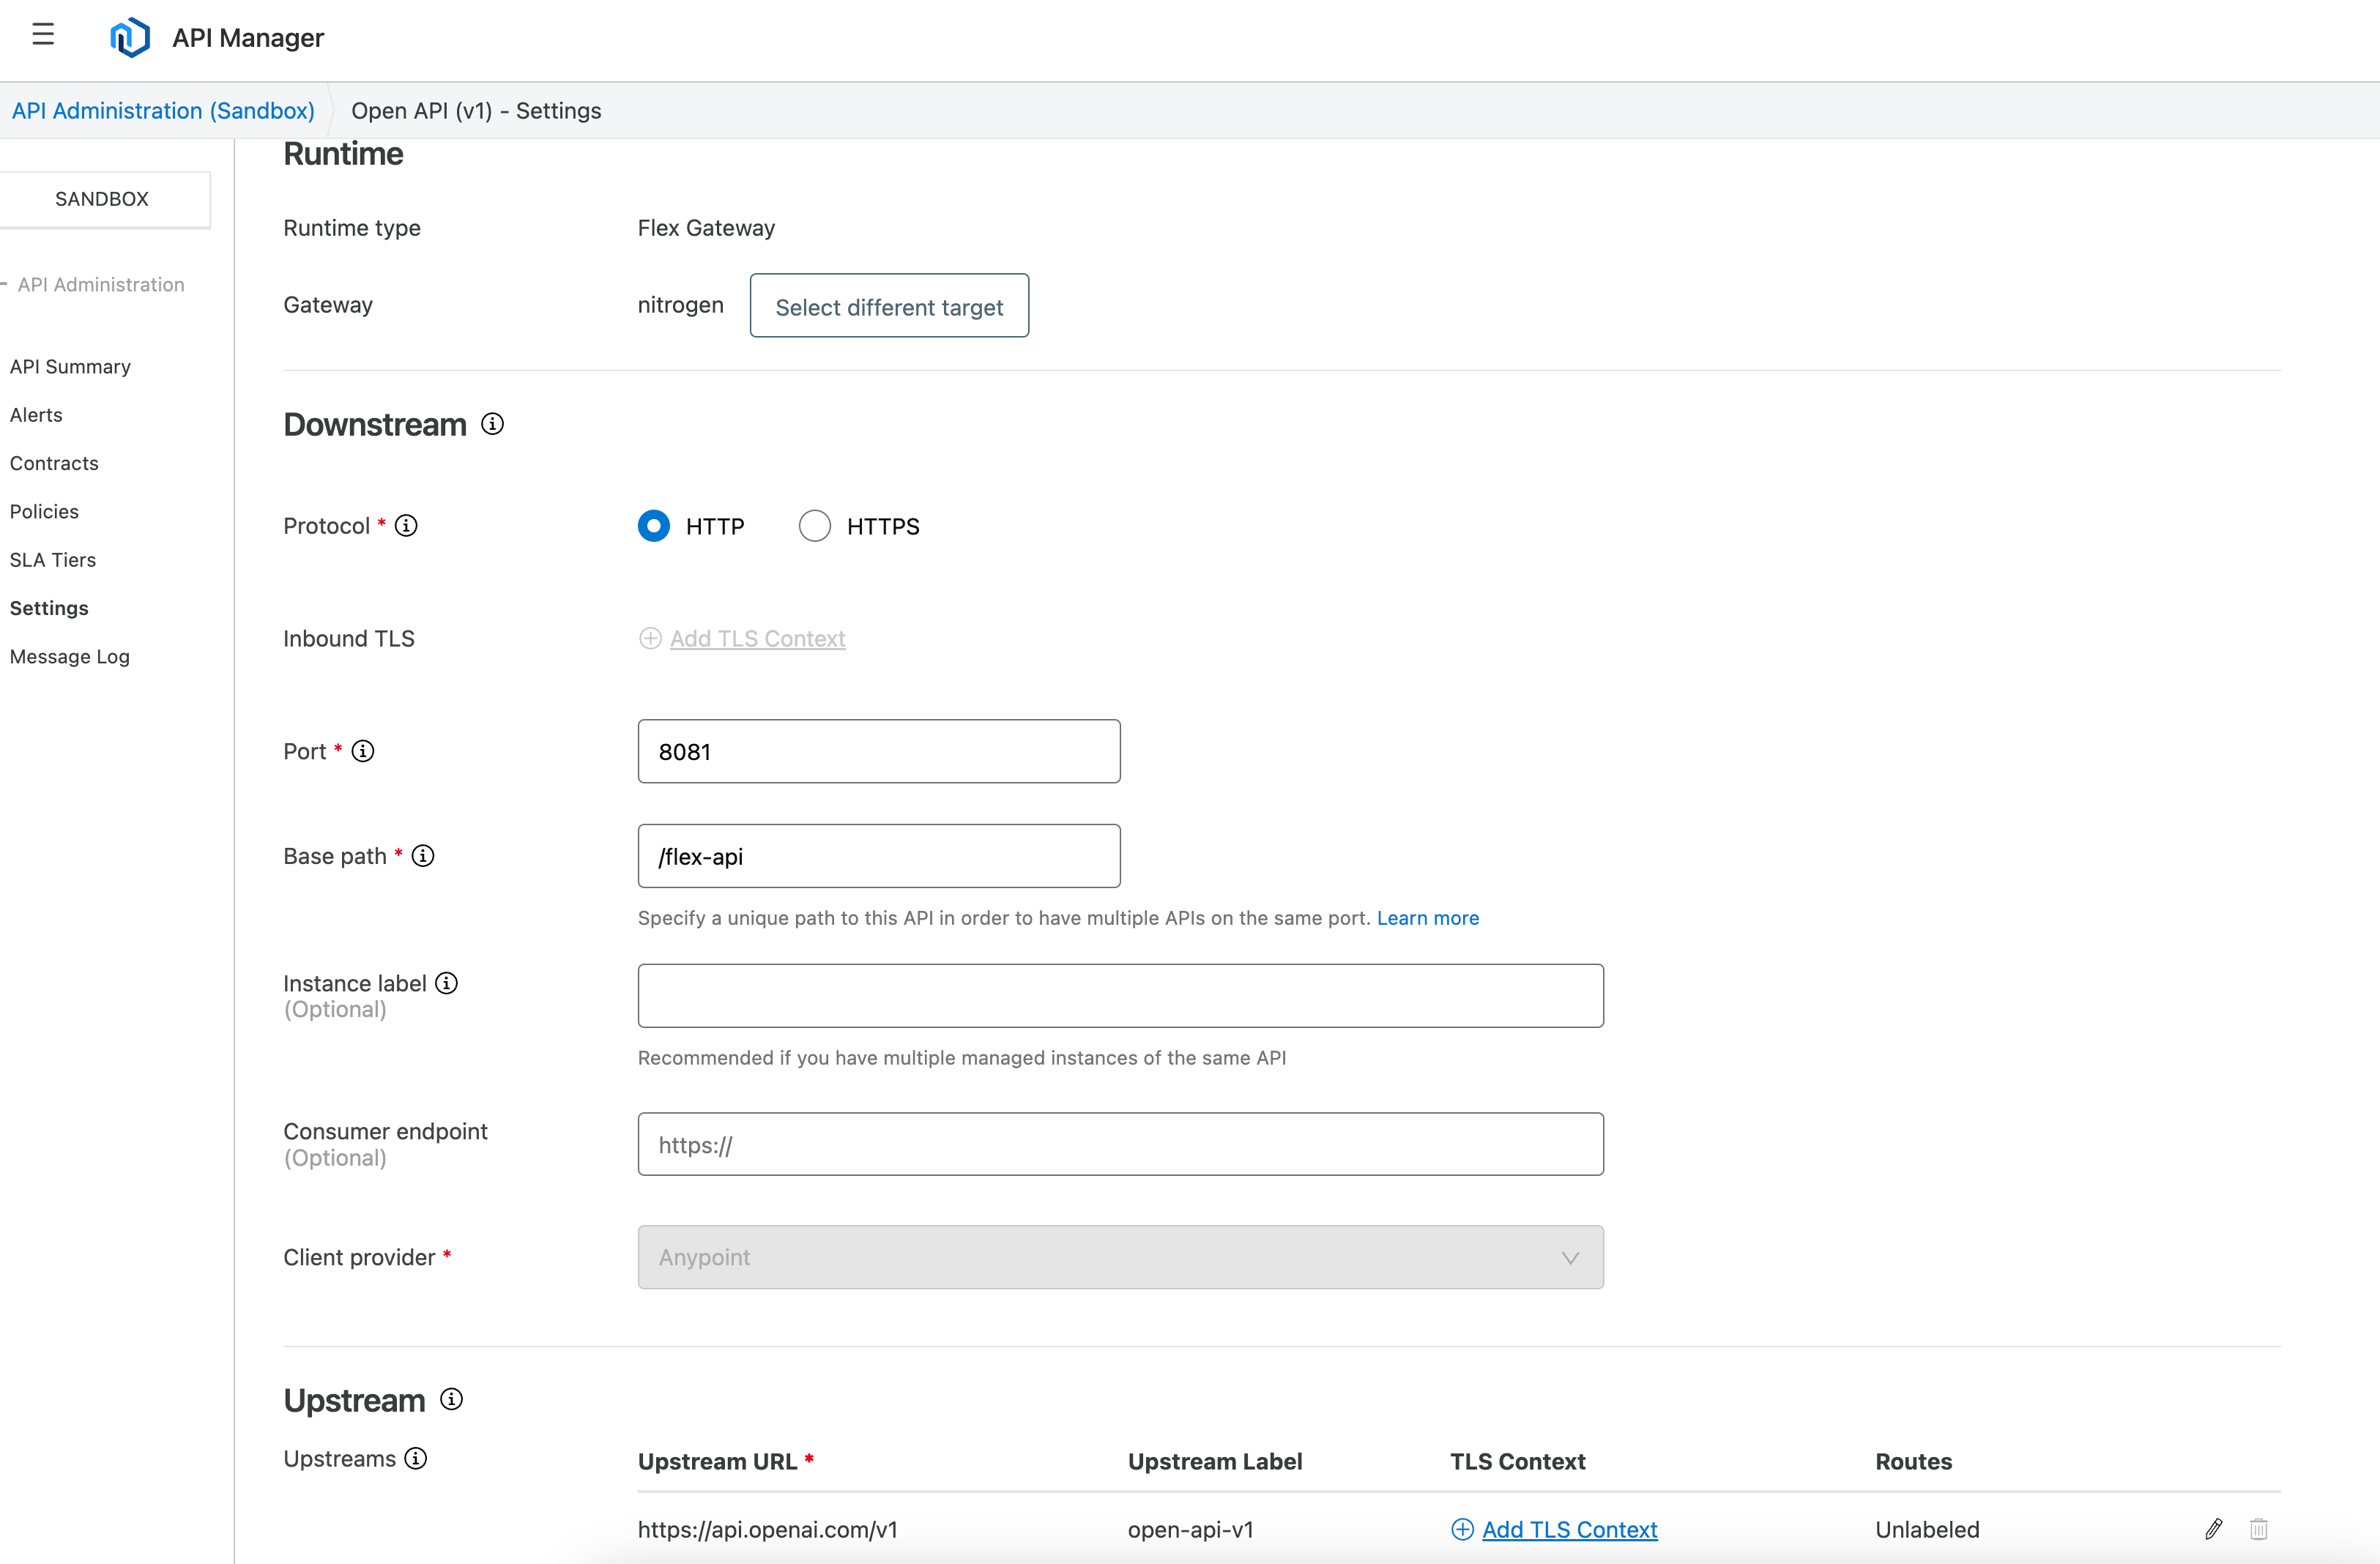 API Manager
API Administration (Sandbox)
Open API (v1) - Settings
SANDBOX
API Administration
API Summary
Alerts
Contracts
Policies
SLA Tiers
Settings
Message Log
Runtime
Runtime type
Flex Gateway
Gateway
nitrogen
Select different target
Downstream
Protocol *
HTTP
HTTPS
Inbound TLS
Add TLS Context
Port *
8081
Base path *
/flex-api
Specify a unique path to this API in order to have multiple APIs on the same port. Learn more
Instance label
(Optional)
Recommended if you have multiple managed instances of the same API
Consumer endpoint
(Optional)
https://
Client provider *
Anypoint
Upstream
Upstreams
Upstream URL * Upstream Label TLS Context Routes
https://api.openai.com/v1 open-api-v1 Add TLS Context Unlabeled